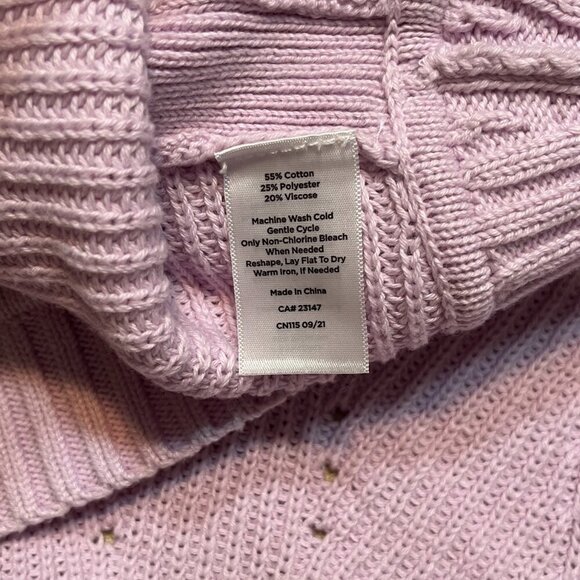 55% Cotton
25% Polyester
20% Viscose
Machine Wash Cold
Gentle Cycle
Only Non-Chlorine Bleach
When Needed
Reshape, Lay Flat To Dry
Warm Iron, If Needed
Made in China
CA# 23147
CN115 09/21